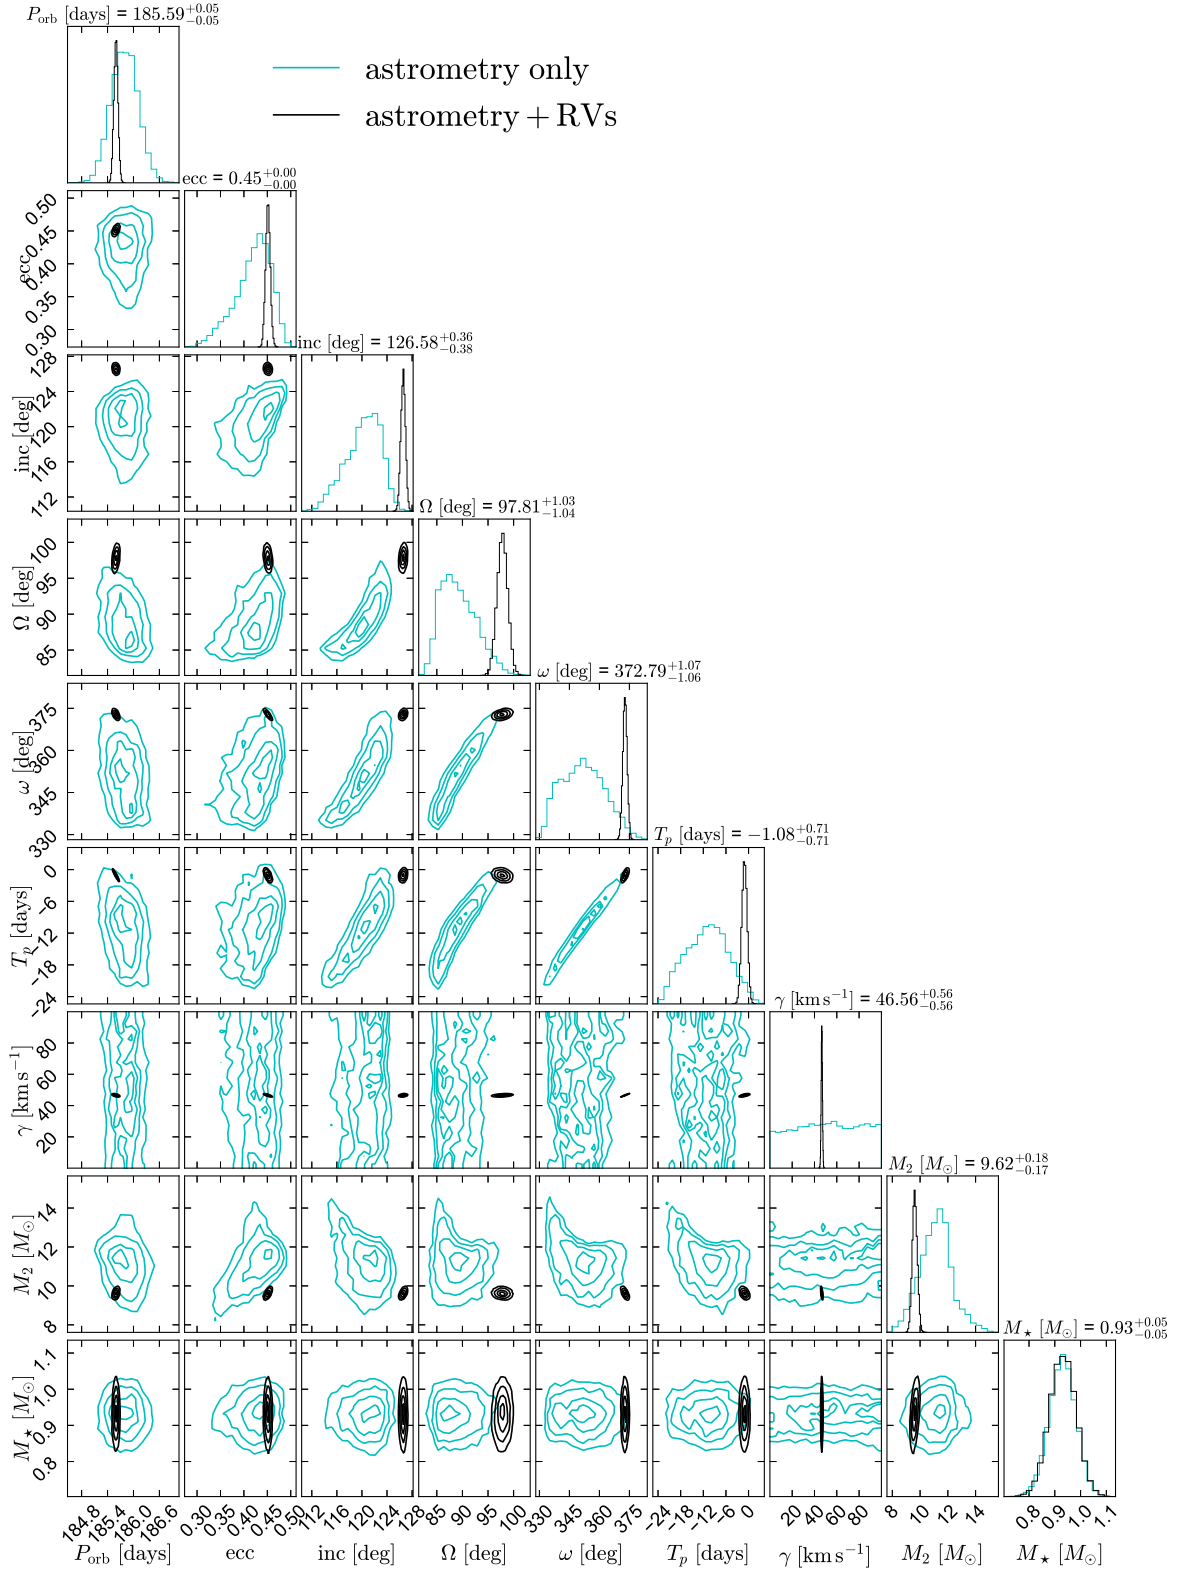 P_orb [days] = 185.59^{+0.05}_{−0.05}
astrometry only
astrometry + RVs
ecc = 0.45^{+0.00}_{−0.00}
0.50
0.45
0.40
0.35
0.30
ecc
inc [deg] = 126.58^{+0.36}_{−0.38}
128
124
120
116
112
inc [deg]
Ω [deg] = 97.81^{+1.03}_{−1.04}
100
95
90
85
Ω [deg]
ω [deg] = 372.79^{+1.07}_{−1.06}
375
360
345
330
ω [deg]
T_p [days] = −1.08^{+0.71}_{−0.71}
0
−6
−12
−18
−24
T_p [days]
γ [km s⁻¹] = 46.56^{+0.56}_{−0.56}
80
60
40
20
γ [km s⁻¹]
M_2 [M_⊙] = 9.62^{+0.18}_{−0.17}
14
12
10
8
M_2 [M_⊙]
M_⋆ [M_⊙] = 0.93^{+0.05}_{−0.05}
1.1
1.0
0.9
0.8
M_⋆ [M_⊙]
184.8 185.4 186.0 186.6 0.30 0.35 0.40 0.45 0.50 112 116 120 124 128 85 90 95 100 330 345 360 375 −24 −18 −12 −6 0 20 40 60 80 8 10 12 14 0.8 0.9 1.0 1.1
P_orb [days] ecc inc [deg] Ω [deg] ω [deg] T_p [days] γ [km s⁻¹] M_2 [M_⊙] M_⋆ [M_⊙]